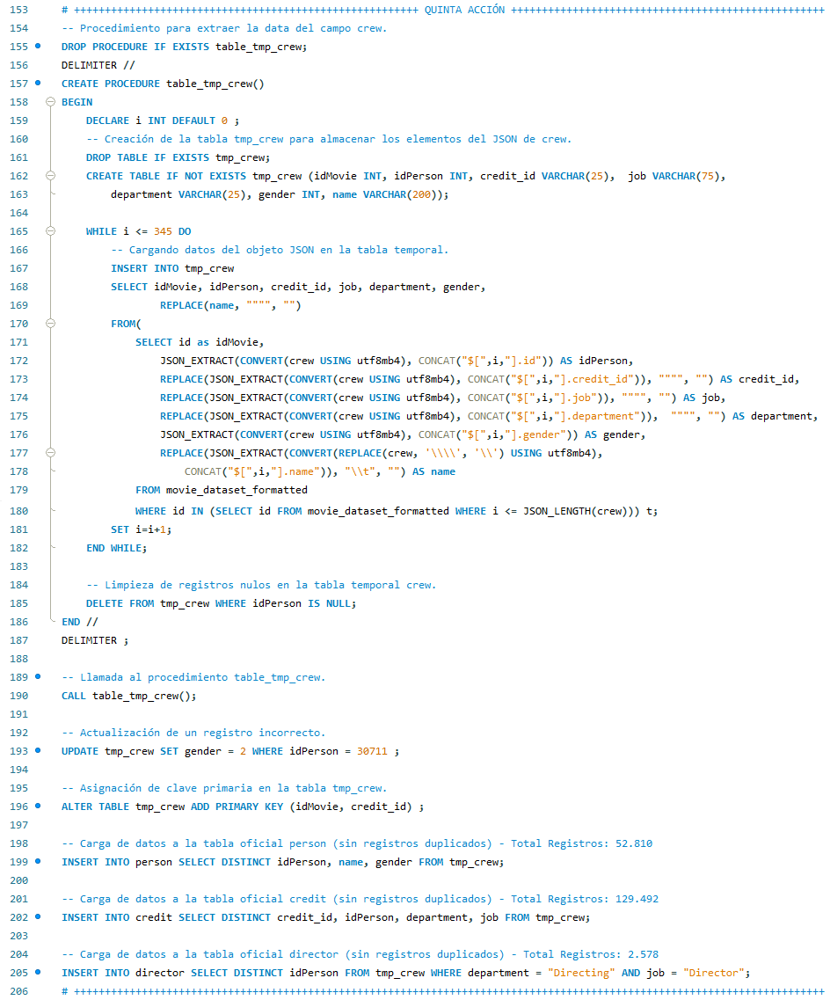 153 # ++++++++++++++++++++++++++++++++++++++++++++++++++++++++ QUINTA ACCIÓN +++++++++++++++++++++++++++++++++++++++++++++++++++
154 -- Procedimiento para extraer la data del campo crew.
155 DROP PROCEDURE IF EXISTS table_tmp_crew;
156 DELIMITER //
157 CREATE PROCEDURE table_tmp_crew()
158 BEGIN
159 DECLARE i INT DEFAULT 0 ;
160 -- Creación de la tabla tmp_crew para almacenar los elementos del JSON de crew.
161 DROP TABLE IF EXISTS tmp_crew;
162 CREATE TABLE IF NOT EXISTS tmp_crew (idMovie INT, idPerson INT, credit_id VARCHAR(25),  job VARCHAR(75),
163 department VARCHAR(25), gender INT, name VARCHAR(200));
164
165 WHILE i <= 345 DO
166 -- Cargando datos del objeto JSON en la tabla temporal.
167 INSERT INTO tmp_crew
168 SELECT idMovie, idPerson, credit_id, job, department, gender,
169 REPLACE(name, """", "")
170 FROM(
171 SELECT id as idMovie,
172 JSON_EXTRACT(CONVERT(crew USING utf8mb4), CONCAT("$[",i,"].id")) AS idPerson,
173 REPLACE(JSON_EXTRACT(CONVERT(crew USING utf8mb4), CONCAT("$[",i,"].credit_id")), """", "") AS credit_id,
174 REPLACE(JSON_EXTRACT(CONVERT(crew USING utf8mb4), CONCAT("$[",i,"].job")), """", "") AS job,
175 REPLACE(JSON_EXTRACT(CONVERT(crew USING utf8mb4), CONCAT("$[",i,"].department")),  """", "") AS department,
176 JSON_EXTRACT(CONVERT(crew USING utf8mb4), CONCAT("$[",i,"].gender")) AS gender,
177 REPLACE(JSON_EXTRACT(CONVERT(REPLACE(crew, '\\\\', '\\') USING utf8mb4),
178 CONCAT("$[",i,"].name")), "\\t", "") AS name
179 FROM movie_dataset_formatted
180 WHERE id IN (SELECT id FROM movie_dataset_formatted WHERE i <= JSON_LENGTH(crew))) t;
181 SET i=i+1;
182 END WHILE;
183
184 -- Limpieza de registros nulos en la tabla temporal crew.
185 DELETE FROM tmp_crew WHERE idPerson IS NULL;
186 END //
187 DELIMITER ;
188
189 -- Llamada al procedimiento table_tmp_crew.
190 CALL table_tmp_crew();
191
192 -- Actualización de un registro incorrecto.
193 UPDATE tmp_crew SET gender = 2 WHERE idPerson = 30711 ;
194
195 -- Asignación de clave primaria en la tabla tmp_crew.
196 ALTER TABLE tmp_crew ADD PRIMARY KEY (idMovie, credit_id) ;
197
198 -- Carga de datos a la tabla oficial person (sin registros duplicados) - Total Registros: 52.810
199 INSERT INTO person SELECT DISTINCT idPerson, name, gender FROM tmp_crew;
200
201 -- Carga de datos a la tabla oficial credit (sin registros duplicados) - Total Registros: 129.492
202 INSERT INTO credit SELECT DISTINCT credit_id, idPerson, department, job FROM tmp_crew;
203
204 -- Carga de datos a la tabla oficial director (sin registros duplicados) - Total Registros: 2.578
205 INSERT INTO director SELECT DISTINCT idPerson FROM tmp_crew WHERE department = "Directing" AND job = "Director";
206 # ++++++++++++++++++++++++++++++++++++++++++++++++++++++++++++++++++++++++++++++++++++++++++++++++++++++++++++++++++++++++++